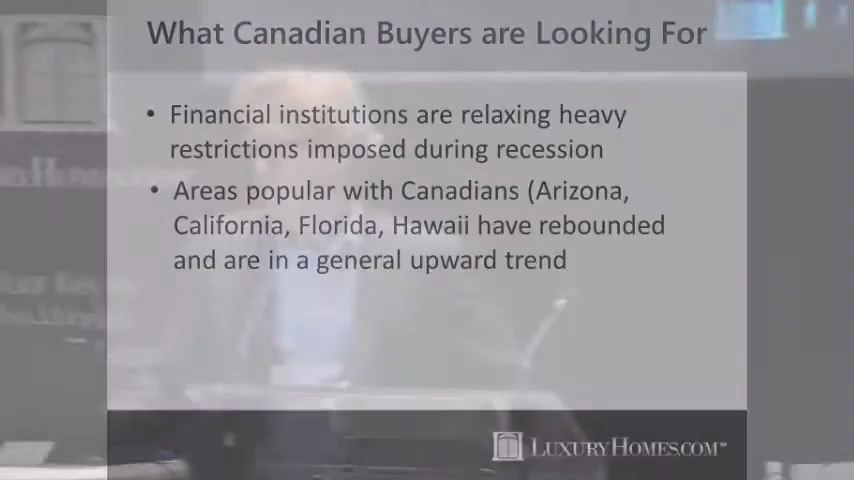 What Canadian Buyers are Looking For
• Financial institutions are relaxing heavy
restrictions imposed during recession
• Areas popular with Canadians (Arizona,
California, Florida, Hawaii have rebounded
and are in a general upward trend
LUXURYHOMES.COM™